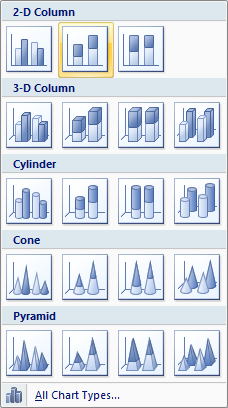 2-D Column
3-D Column
Cylinder
Cone
Pyramid
All Chart Types...